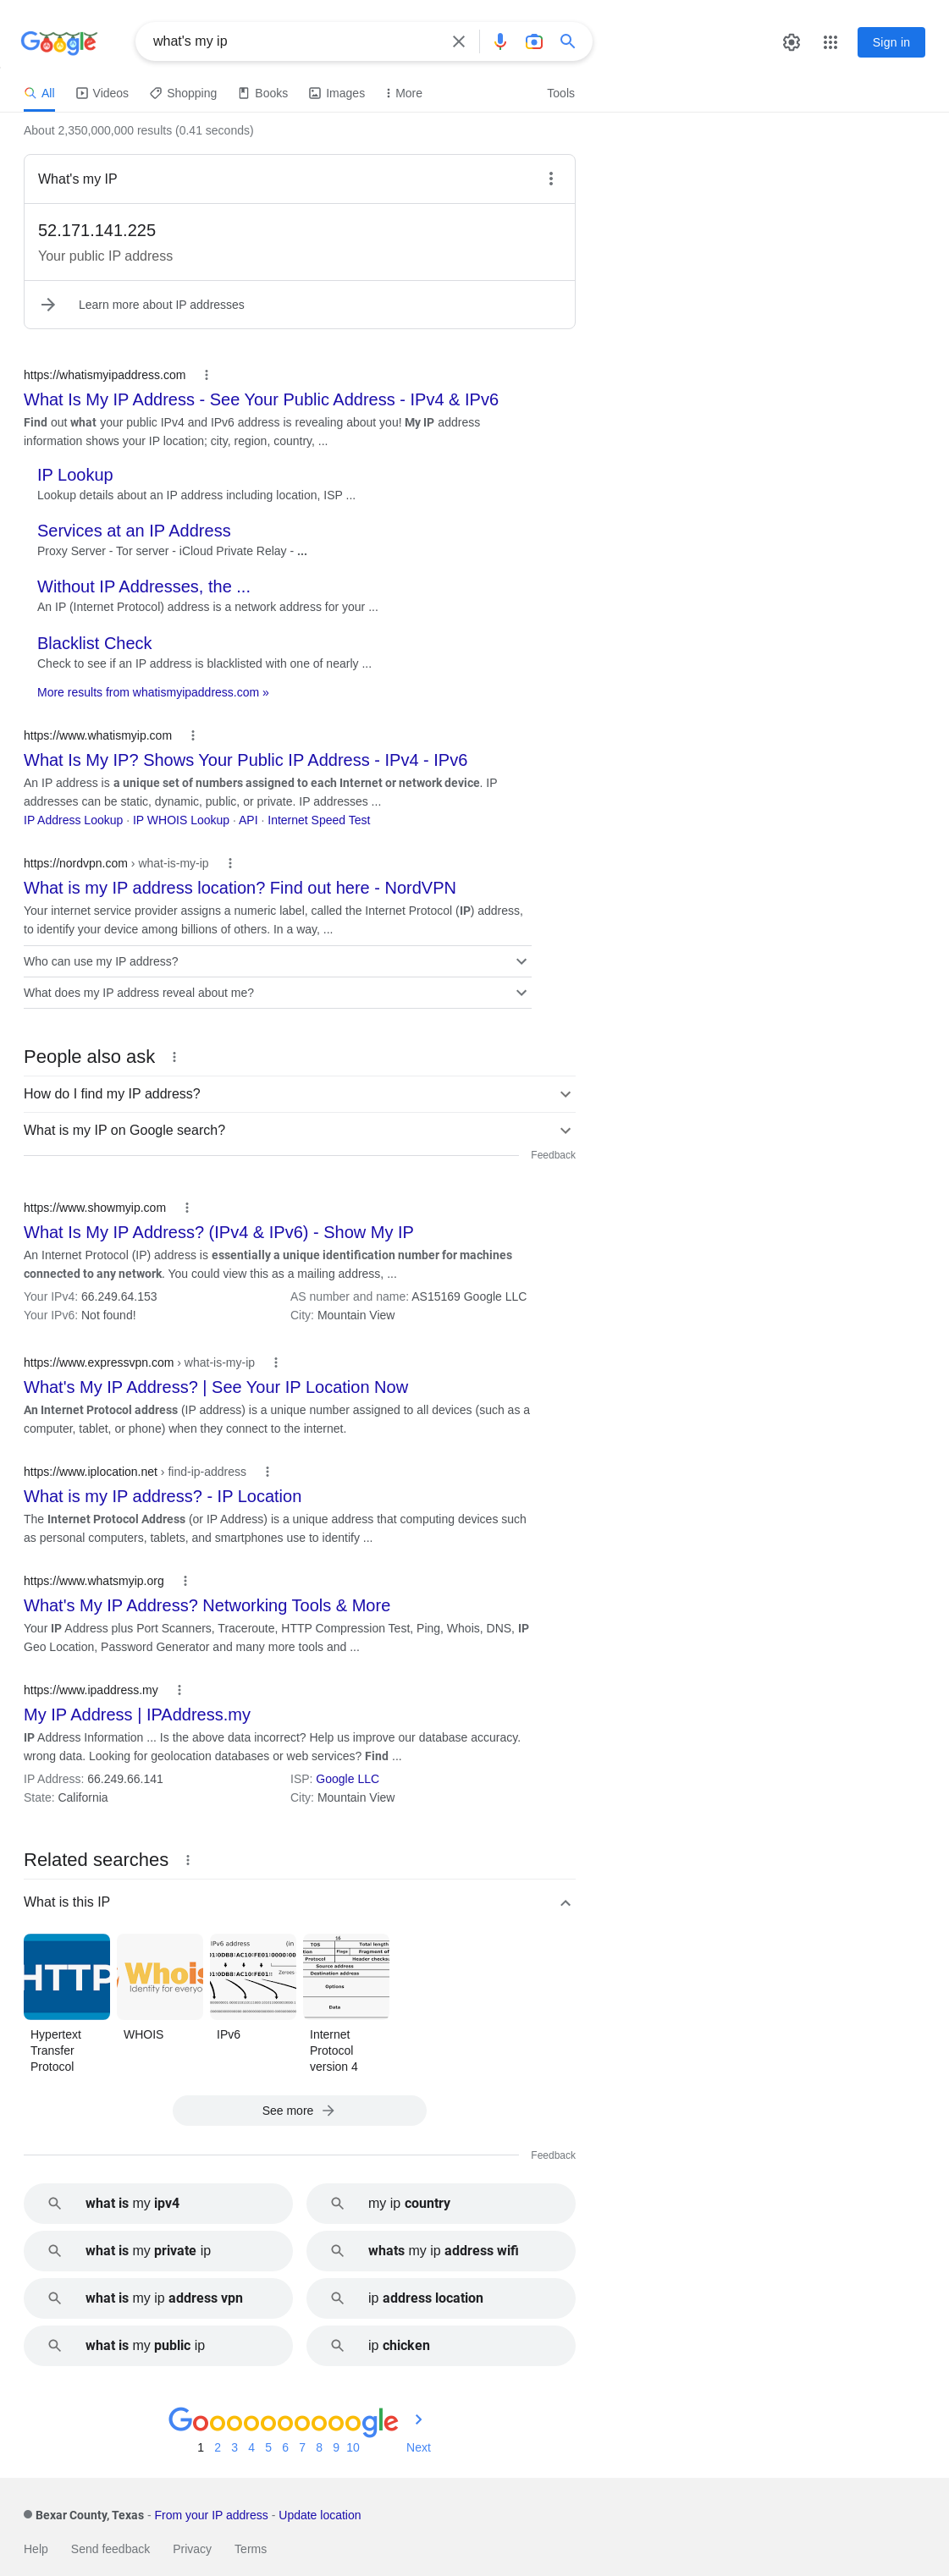 Google
what's my ip
Sign in
All
Videos
Shopping
Books
Images
More
Tools
About 2,350,000,000 results (0.41 seconds)
What's my IP
52.171.141.225
Your public IP address
Learn more about IP addresses
https://whatismyipaddress.com
What Is My IP Address - See Your Public Address - IPv4 & IPv6
Find out what your public IPv4 and IPv6 address is revealing about you! My IP address
information shows your IP location; city, region, country, ...
IP Lookup
Lookup details about an IP address including location, ISP ...
Services at an IP Address
Proxy Server - Tor server - iCloud Private Relay - ...
Without IP Addresses, the ...
An IP (Internet Protocol) address is a network address for your ...
Blacklist Check
Check to see if an IP address is blacklisted with one of nearly ...
More results from whatismyipaddress.com »
https://www.whatismyip.com
What Is My IP? Shows Your Public IP Address - IPv4 - IPv6
An IP address is a unique set of numbers assigned to each Internet or network device. IP
addresses can be static, dynamic, public, or private. IP addresses ...
IP Address Lookup · IP WHOIS Lookup · API · Internet Speed Test
https://nordvpn.com › what-is-my-ip
What is my IP address location? Find out here - NordVPN
Your internet service provider assigns a numeric label, called the Internet Protocol (IP) address,
to identify your device among billions of others. In a way, ...
Who can use my IP address?
What does my IP address reveal about me?
People also ask
How do I find my IP address?
What is my IP on Google search?
Feedback
https://www.showmyip.com
What Is My IP Address? (IPv4 & IPv6) - Show My IP
An Internet Protocol (IP) address is essentially a unique identification number for machines
connected to any network. You could view this as a mailing address, ...
Your IPv4: 66.249.64.153
AS number and name: AS15169 Google LLC
Your IPv6: Not found!
City: Mountain View
https://www.expressvpn.com › what-is-my-ip
What's My IP Address? | See Your IP Location Now
An Internet Protocol address (IP address) is a unique number assigned to all devices (such as a
computer, tablet, or phone) when they connect to the internet.
https://www.iplocation.net › find-ip-address
What is my IP address? - IP Location
The Internet Protocol Address (or IP Address) is a unique address that computing devices such
as personal computers, tablets, and smartphones use to identify ...
https://www.whatsmyip.org
What's My IP Address? Networking Tools & More
Your IP Address plus Port Scanners, Traceroute, HTTP Compression Test, Ping, Whois, DNS, IP
Geo Location, Password Generator and many more tools and ...
https://www.ipaddress.my
My IP Address | IPAddress.my
IP Address Information ... Is the above data incorrect? Help us improve our database accuracy.
wrong data. Looking for geolocation databases or web services? Find ...
IP Address: 66.249.66.141
ISP: Google LLC
State: California
City: Mountain View
Related searches
What is this IP
HTTP
Whois
Identity for everyo
IPv6 address (in
Zeroes
TOS
Total length
Flags
Fragment of
Protocol
Header checksu
Source address
Destination address
Options
Data
Hypertext
Transfer
Protocol
WHOIS
IPv6
Internet
Protocol
version 4
See more
Feedback
what is my ipv4
my ip country
what is my private ip
whats my ip address wifi
what is my ip address vpn
ip address location
what is my public ip
ip chicken
Goooooooooogle
1 2 3 4 5 6 7 8 9 10 Next
Bexar County, Texas - From your IP address - Update location
Help
Send feedback
Privacy
Terms